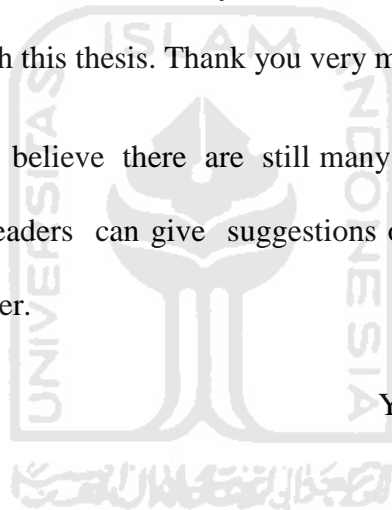 h this thesis. Thank you very m
believe there are still many
eaders can give suggestions
er.
Y
ISLAM
UNIVERSITAS
INDONESIA